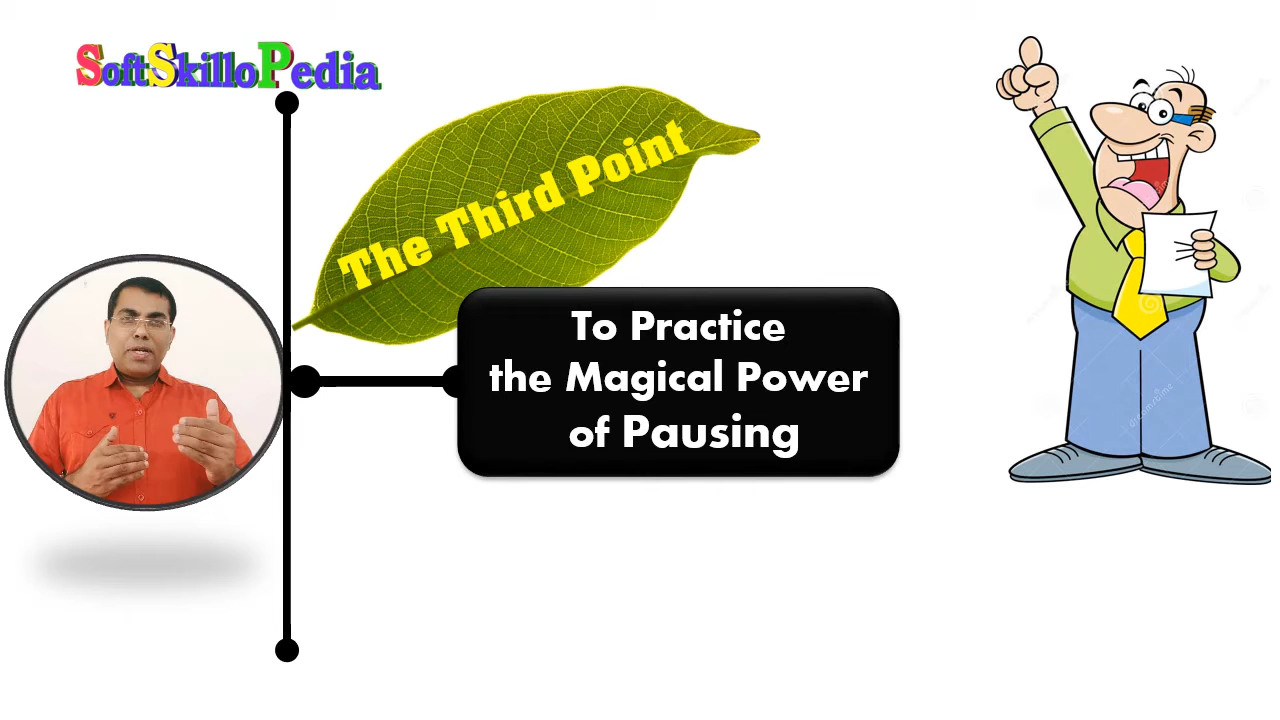 SoftSkilloPedia
The Third Point
To Practice
the Magical Power
of Pausing